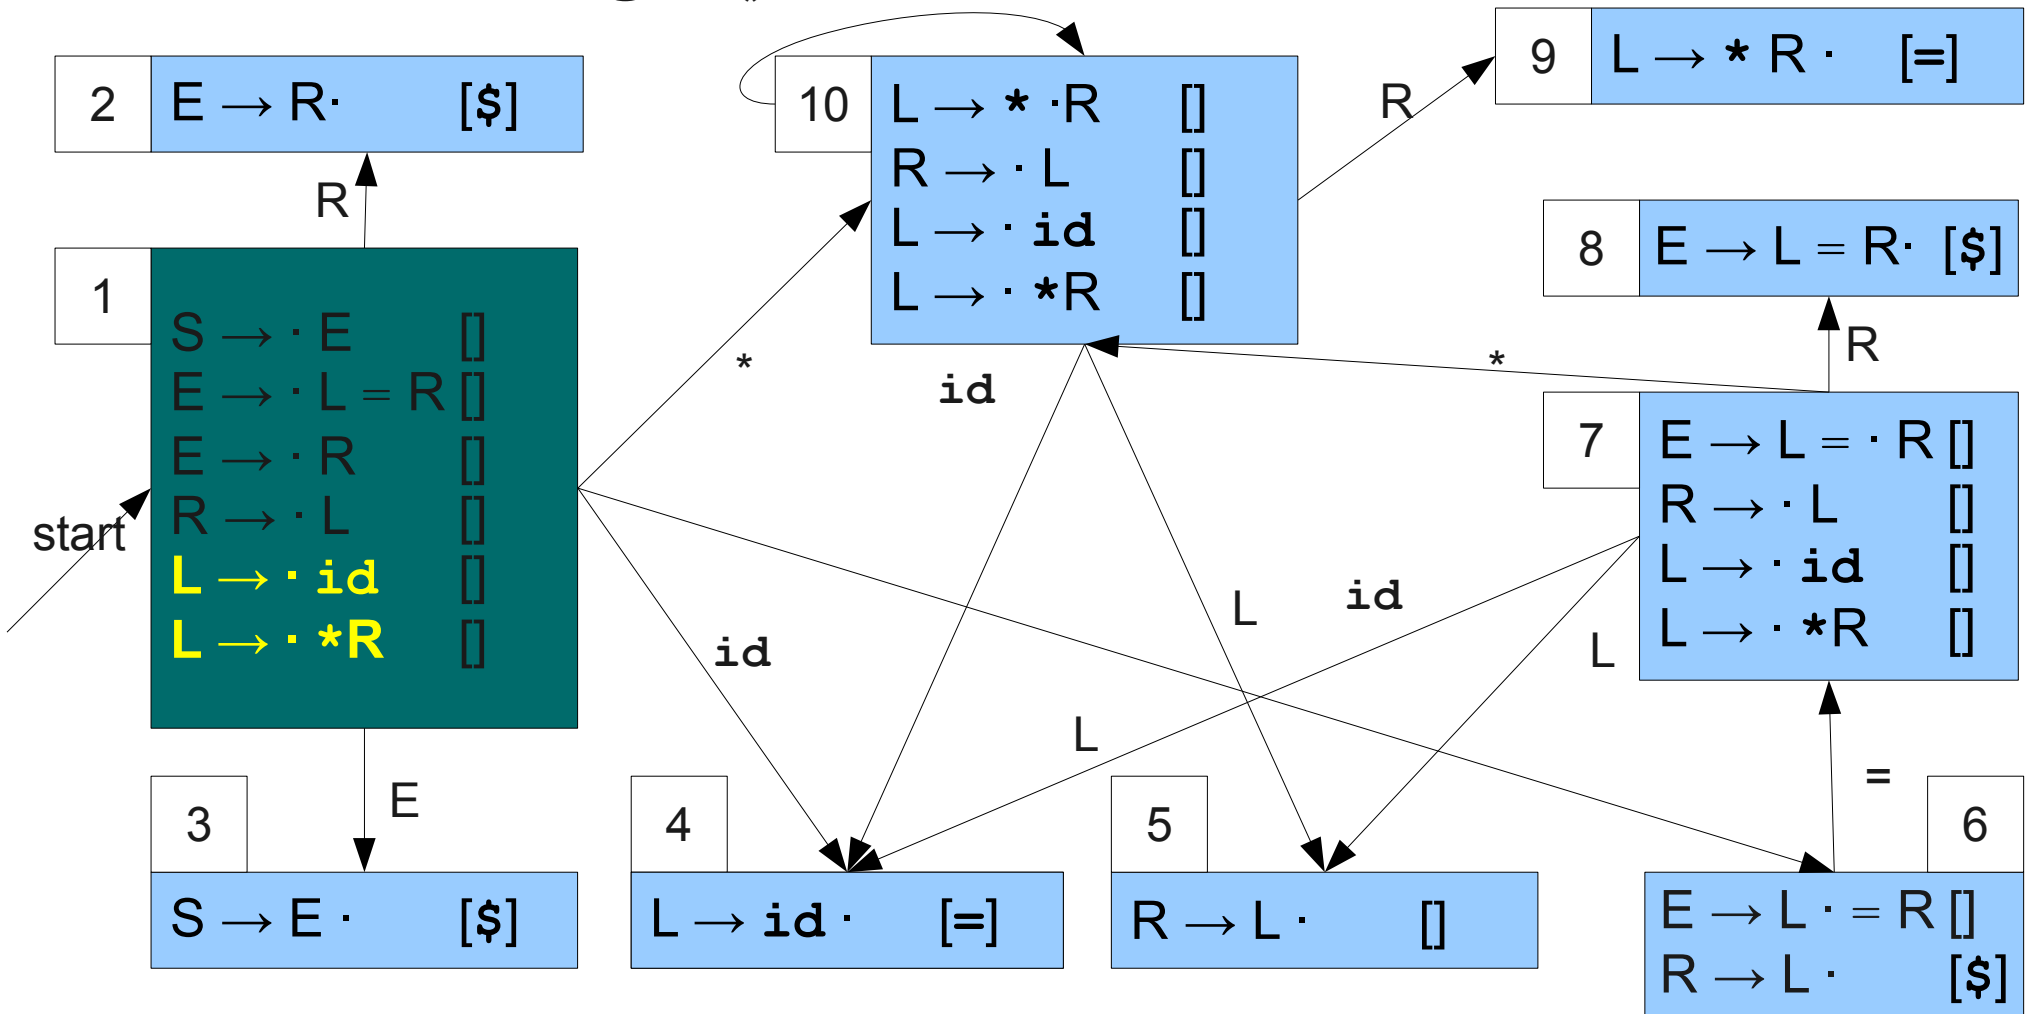 2
E → R· [$]
R
1
S → · E []
E → · L = R []
E → · R []
R → · L []
L → · id []
L → · *R []
start
E
3
S → E · [$]
10
L → * ·R []
R → · L []
L → · id []
L → · *R []
*
id
id
L
L
id
L
*
R
9
L → * R · [=]
8
E → L = R· [$]
R
7
E → L = · R []
R → · L []
L → · id []
L → · *R []
=
4
L → id · [=]
5
R → L · []
6
E → L · = R []
R → L · [$]